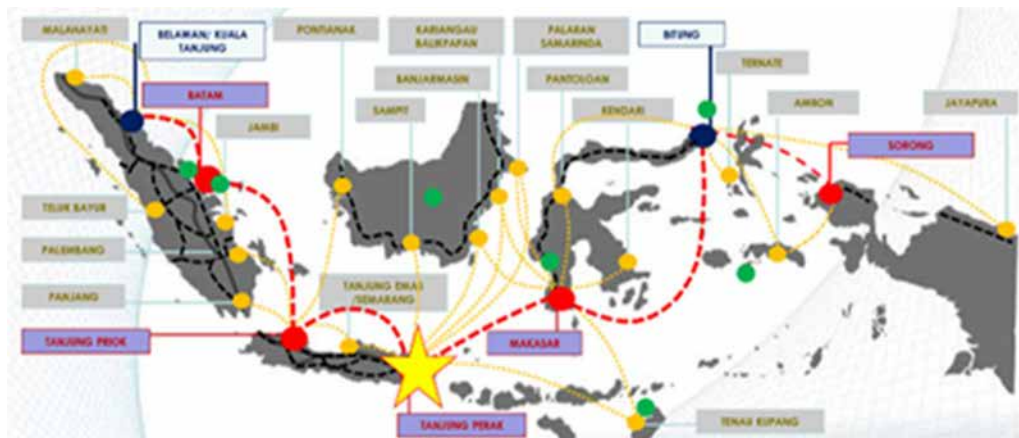 MALAHAYATI
BELAWAN/ KUALA
TANJUNG
PONTIANAK
KARIANGAU
BALIKPAPAN
PALARAN
SAMARINDA
BITUNG
TERNATE
BATAM
BANJARMASIN
PANTOLOAN
AMBON
JAYAPURA
JAMBI
SAMPIT
KENDARI
SORONG
TELUK BAYUR
PALEMBANG
PANJANG
TANJUNG EMAS
/SEMARANG
TANJUNG PRIOK
MAKASAR
TANJUNG PERAK
TENAU KUPANG